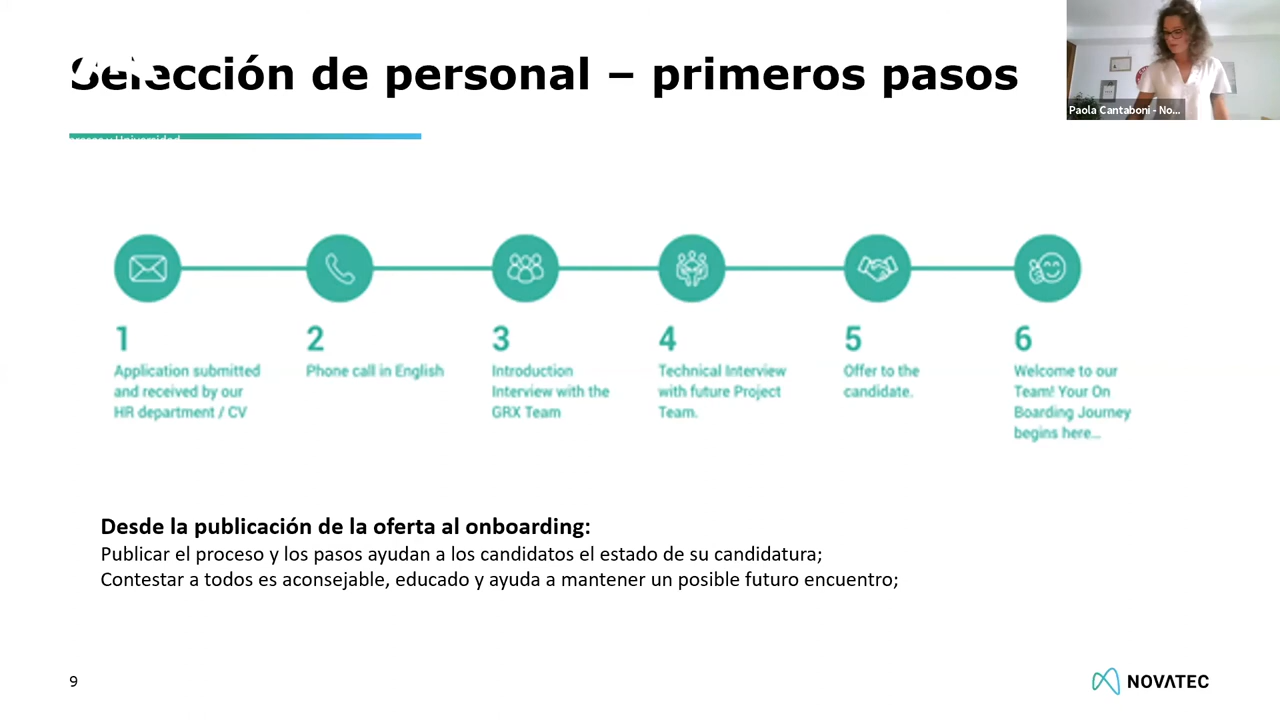 Selección de personal – primeros pasos
Paola Cantaboni - No...
y Universidad
1
Application submitted
and received by our
HR department / CV
2
Phone call in English
3
Introduction
Interview with the
GRX Team
4
Technical Interview
with future Project
Team.
5
Offer to the
candidate.
6
Welcome to our
Team! Your On
Boarding Journey
begins here...
Desde la publicación de la oferta al onboarding:
Publicar el proceso y los pasos ayudan a los candidatos el estado de su candidatura;
Contestar a todos es aconsejable, educado y ayuda a mantener un posible futuro encuentro;
9
NOVATEC